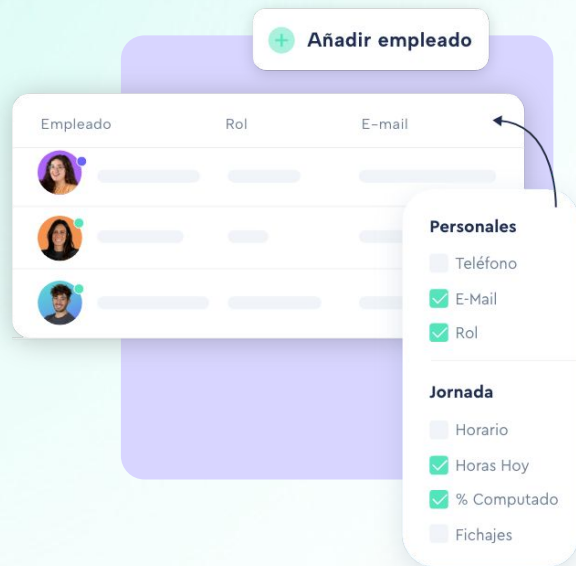 Añadir empleado
Empleado Rol E-mail
Personales
Teléfono
E-Mail
Rol
Jornada
Horario
Horas Hoy
% Computado
Fichajes